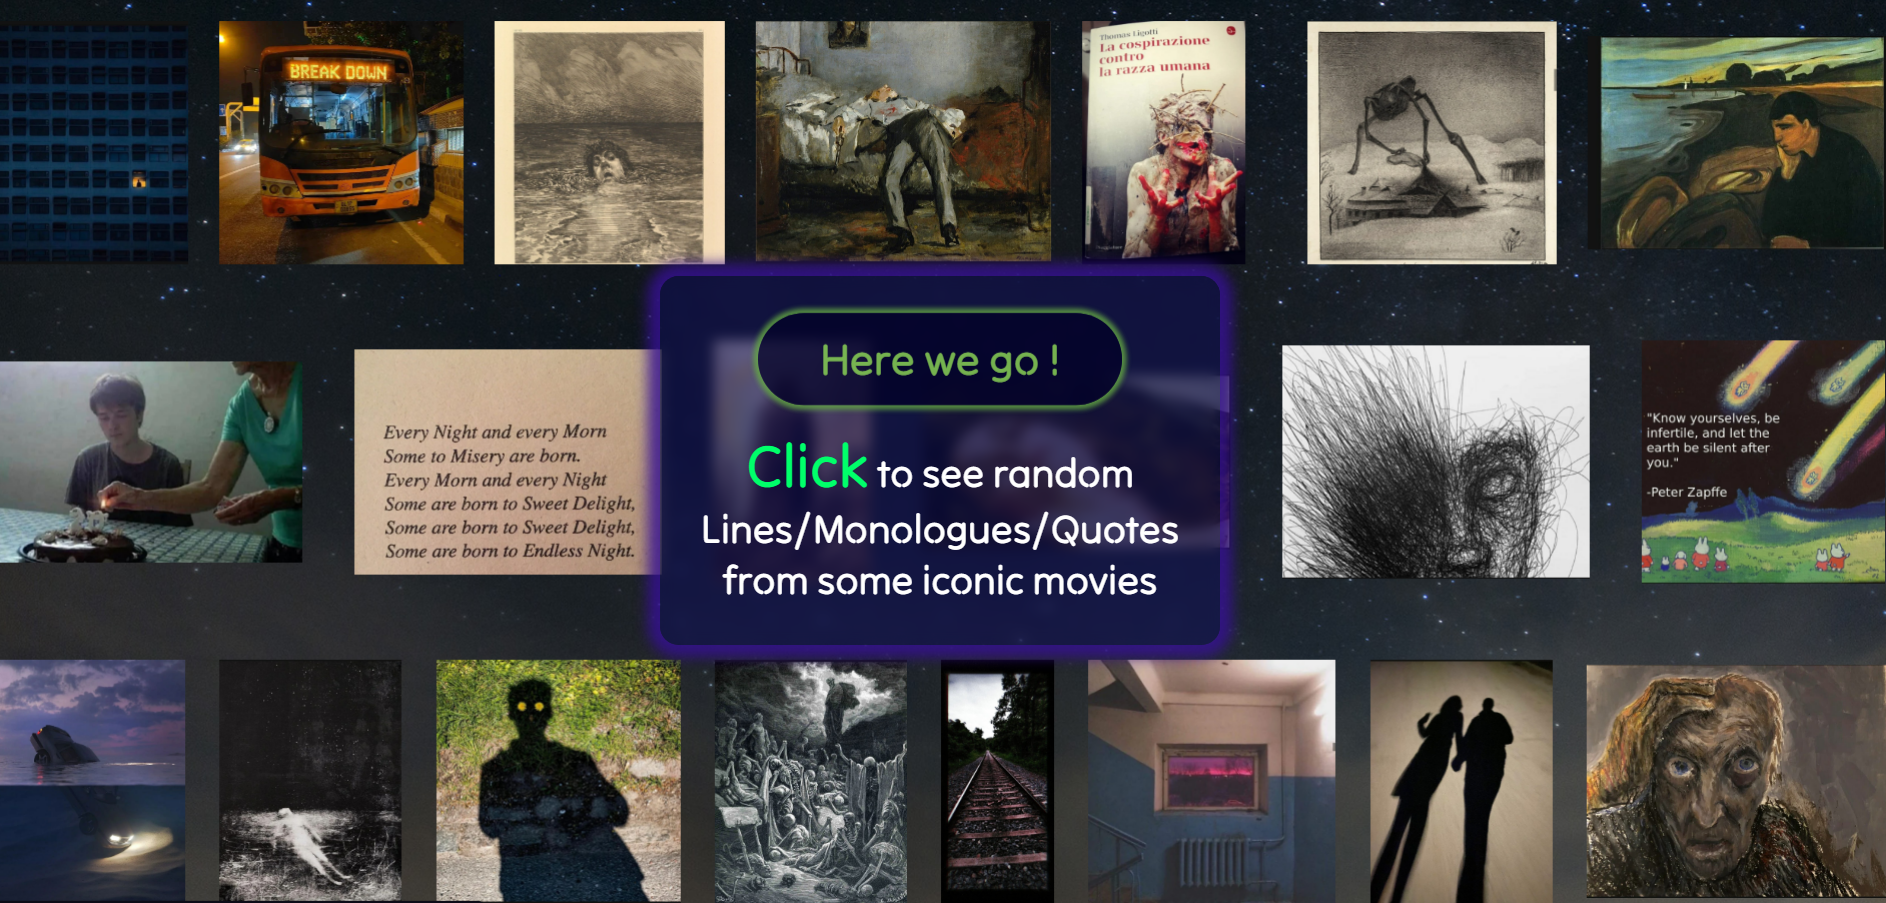 BREAK DOWN
Thomas Ligotti
La cospirazione
contro
la razza umana
Here we go !
Click to see random
Lines/Monologues/Quotes
from some iconic movies
Every Night and every Morn
Some to Misery are born.
Every Morn and every Night
Some are born to Sweet Delight,
Some are born to Sweet Delight,
Some are born to Endless Night.
"Know yourselves, be
infertile, and let the
earth be silent after
you."
-Peter Zapffe